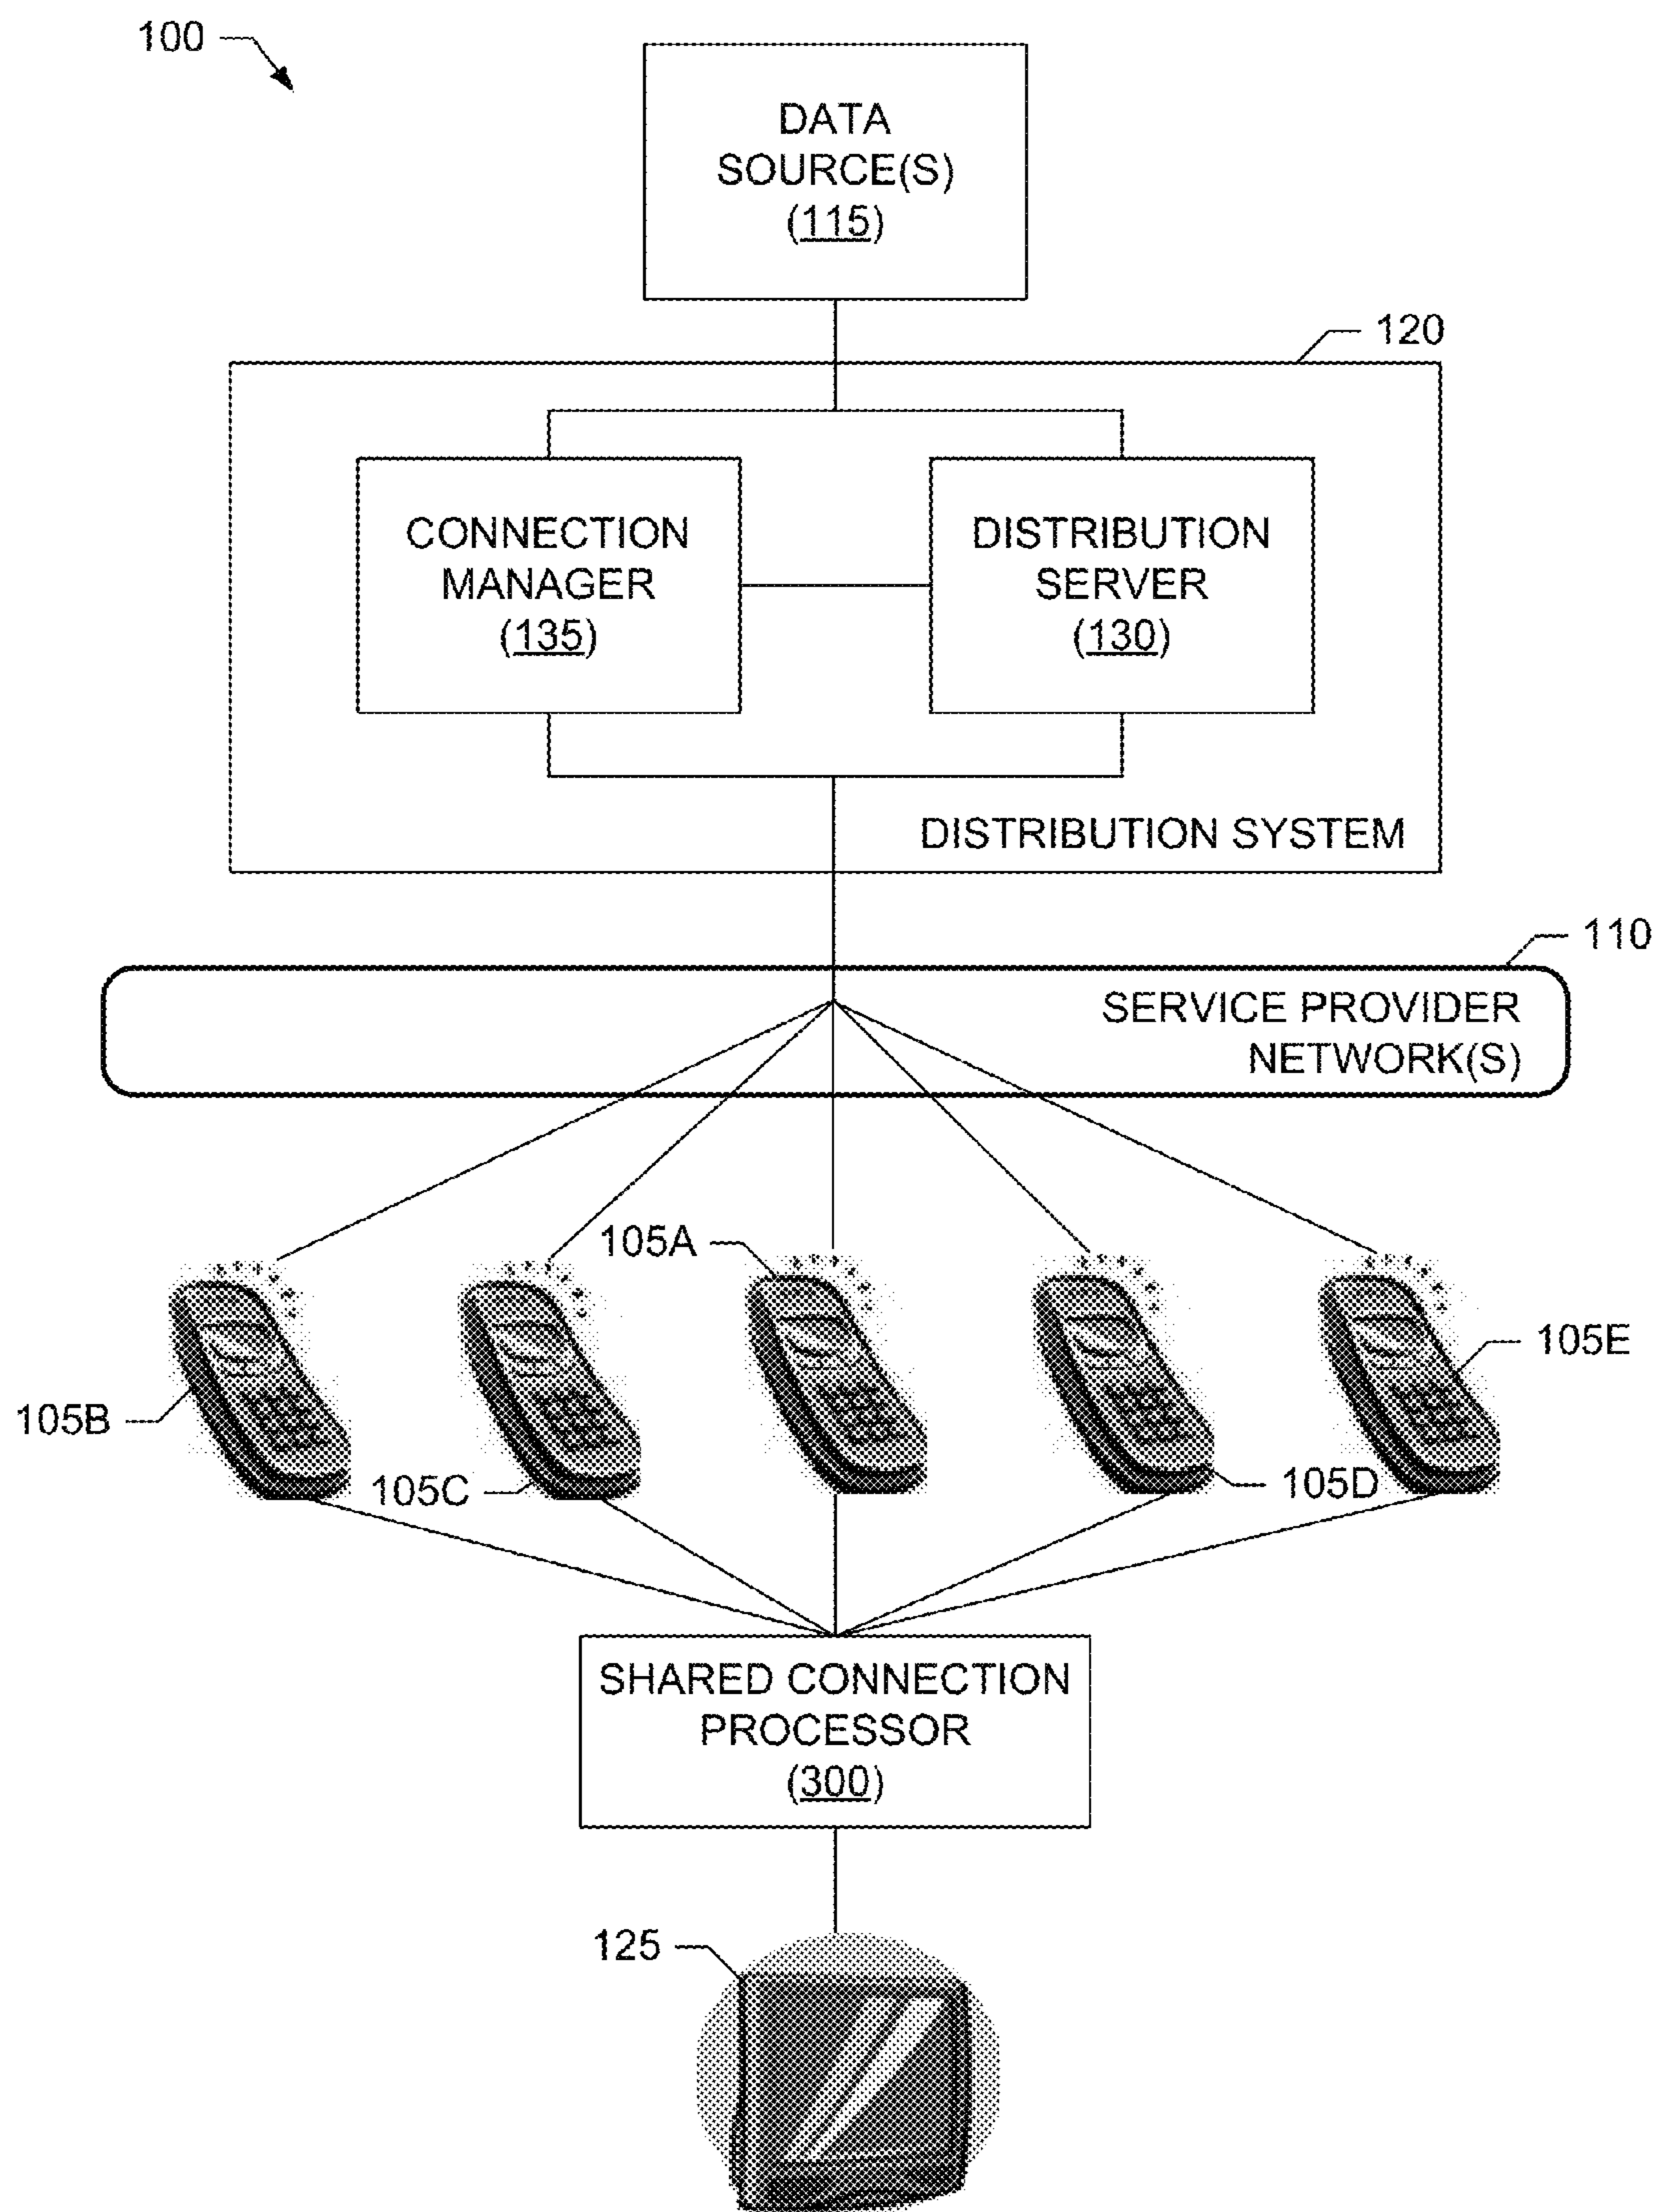 100
DATA
SOURCE(S)
(115)
120
CONNECTION
MANAGER
(135)
DISTRIBUTION
SERVER
(130)
DISTRIBUTION SYSTEM
110
SERVICE PROVIDER
NETWORK(S)
105A
105B
105C
105D
105E
SHARED CONNECTION
PROCESSOR
(300)
125